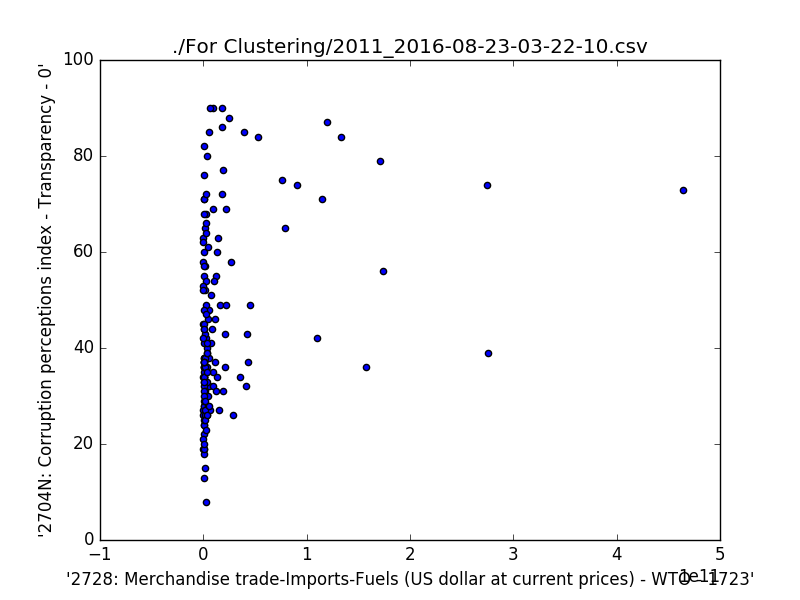 ./For Clustering/2011_2016-08-23-03-22-10.csv
'2704N: Corruption perceptions index - Transparency - 0'
100
80
60
40
20
0
−1 0 1 2 3 4 5
1e11
'2728: Merchandise trade-Imports-Fuels (US dollar at current prices) - WTO - 1723'